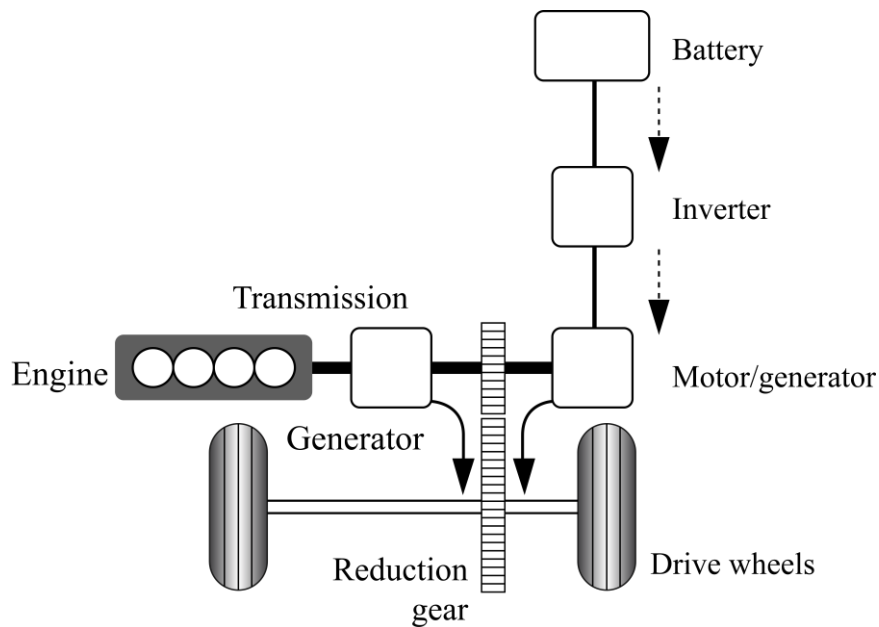 Battery
Inverter
Transmission
Engine
Motor/generator
Generator
Reduction
gear
Drive wheels